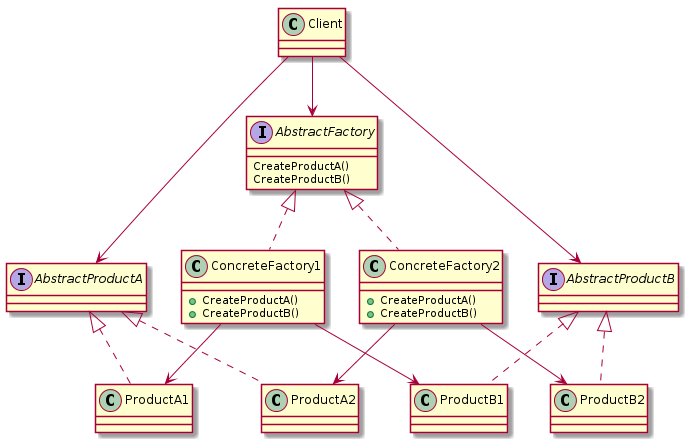 C Client
I AbstractFactory
CreateProductA()
CreateProductB()
I AbstractProductA
C ConcreteFactory1
CreateProductA()
CreateProductB()
C ConcreteFactory2
CreateProductA()
CreateProductB()
I AbstractProductB
C ProductA1
C ProductA2
C ProductB1
C ProductB2